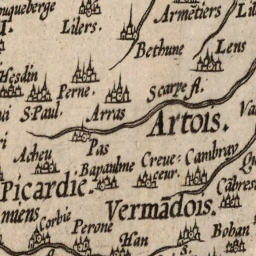 Armetiers
Lilers.
Bethune
Lens
Hesdin
Perne.
Scarpe fl.
S. Paul.
Arras
Artois.
Pas
Acheu
Bapaulme
Creue=
ceur.
Cambray
Picardie.
Vermādois.
Cābres
Corbie
Perone
Han
Bohan